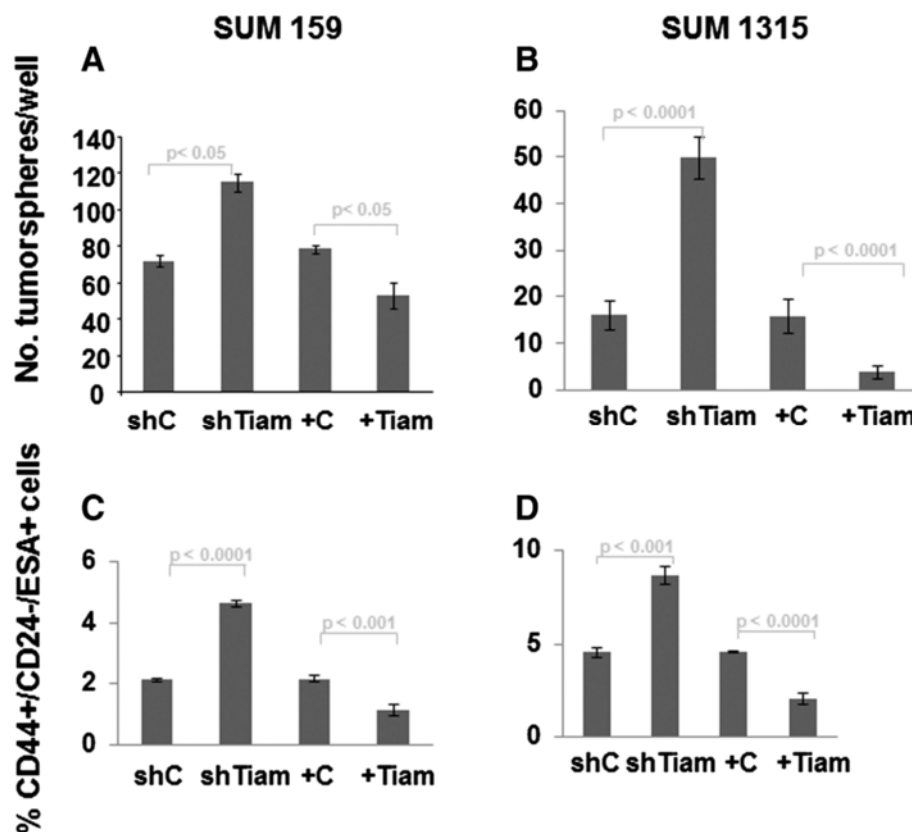 SUM 159
SUM 1315
A
B
No. tumorspheres/well
140
120
100
80
60
40
20
0
p< 0.05
p< 0.05
shC shTiam +C +Tiam
60
50
40
30
20
10
0
p < 0.0001
p < 0.0001
shC shTiam +C +Tiam
C
D
% CD44+/CD24-/ESA+ cells
6
4
2
0
p < 0.0001
p < 0.001
shC shTiam +C +Tiam
10
5
0
p < 0.001
p < 0.0001
shC shTiam +C +Tiam